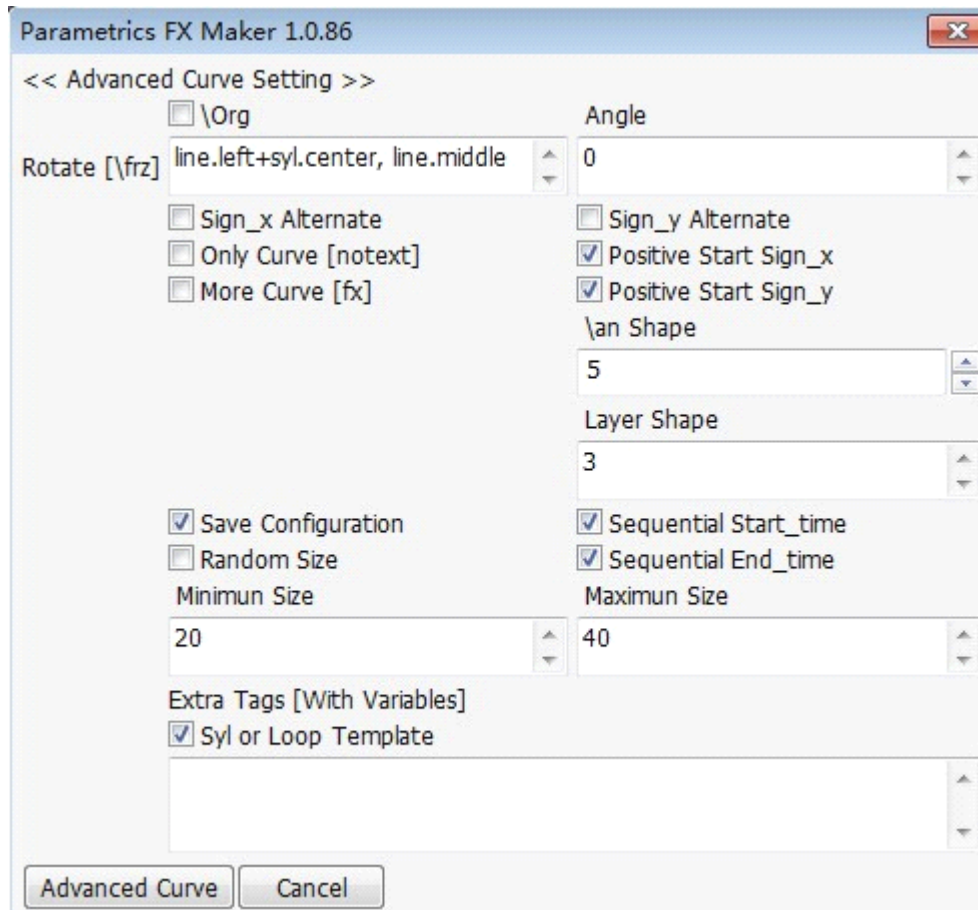 Parametrics FX Maker 1.0.86
<< Advanced Curve Setting >>
\Org Angle
Rotate [\frz] line.left+syl.center, line.middle 0
Sign_x Alternate Sign_y Alternate
Only Curve [notext] Positive Start Sign_x
More Curve [fx] Positive Start Sign_y
\an Shape
5
Layer Shape
3
Save Configuration Sequential Start_time
Random Size Sequential End_time
Minimun Size Maximun Size
20 40
Extra Tags [With Variables]
Syl or Loop Template
Advanced Curve Cancel